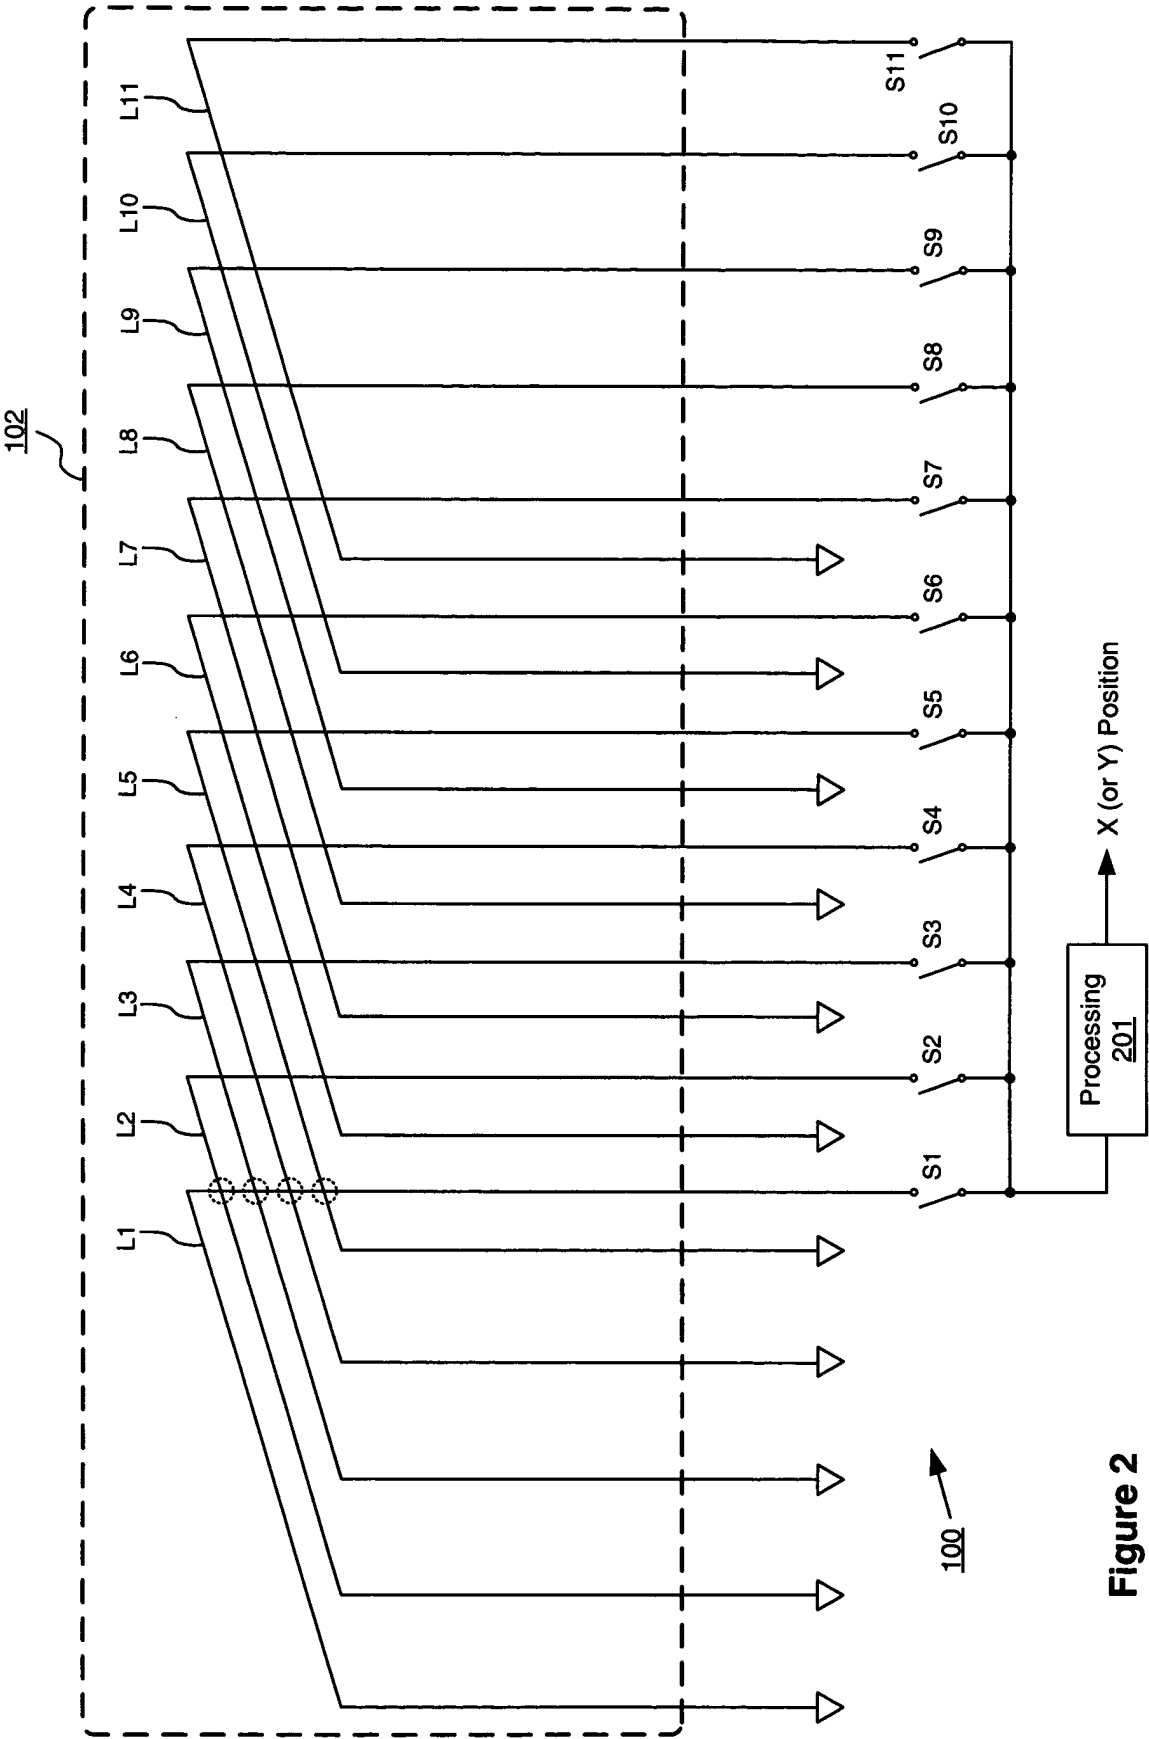 102
L1
L2
L3
L4
L5
L6
L7
L8
L9
L10
L11
S1
S2
S3
S4
S5
S6
S7
S8
S9
S10
S11
Processing
201
X (or Y) Position
100
Figure 2